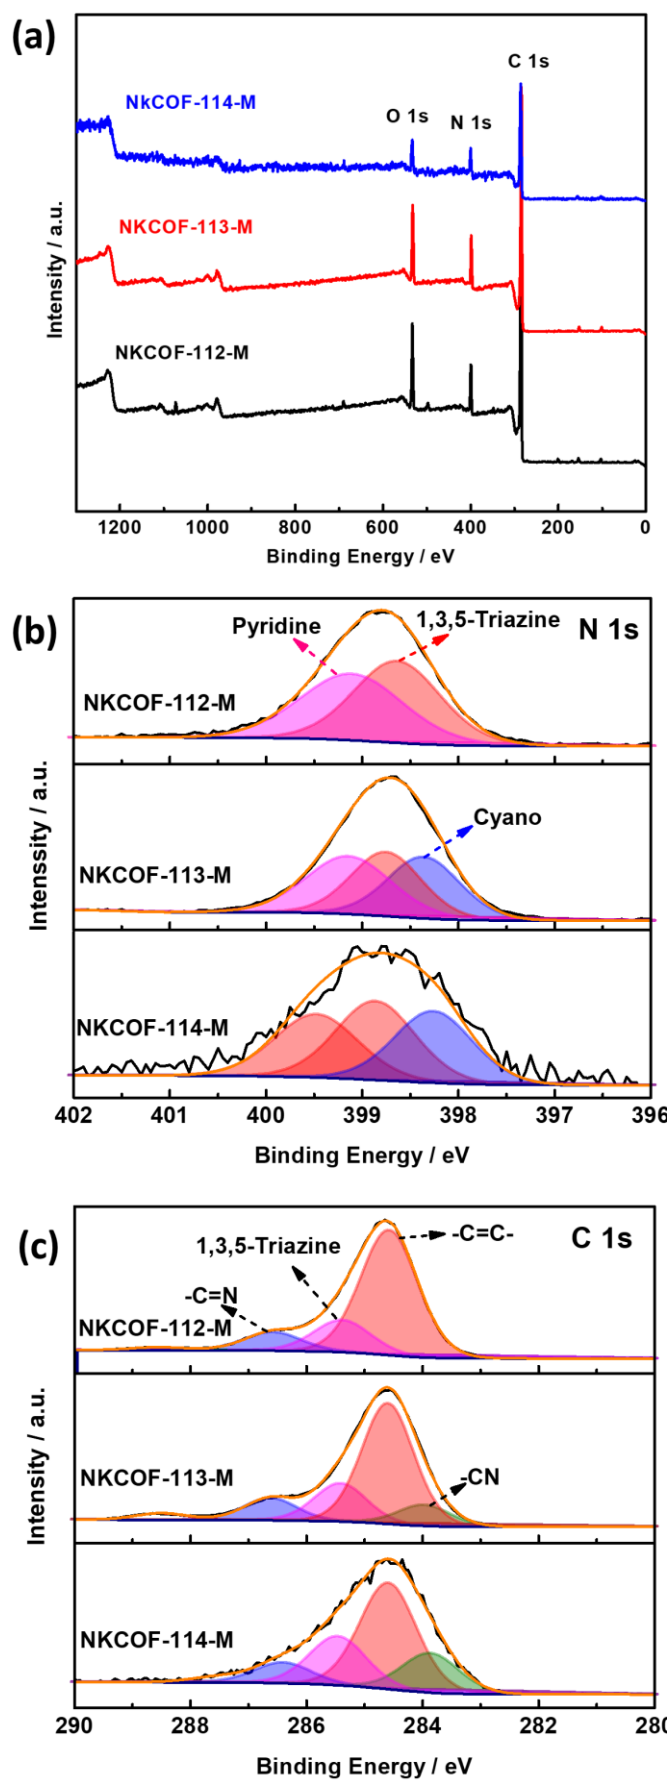 (a)
C 1s
NkCOF-114-M
O 1s N 1s
NKCOF-113-M
NKCOF-112-M
Intensity / a.u.
1200 1000 800 600 400 200 0
Binding Energy / eV
(b)
1,3,5-Triazine
N 1s
Pyridine
NKCOF-112-M
Cyano
NKCOF-113-M
NKCOF-114-M
Intenssity / a.u.
402 401 400 399 398 397 396
Binding Energy / eV
(c)
-C=C-
C 1s
1,3,5-Triazine
-C=N
NKCOF-112-M
NKCOF-113-M
-CN
NKCOF-114-M
Intensity / a.u.
290 288 286 284 282 280
Binding Energy / eV